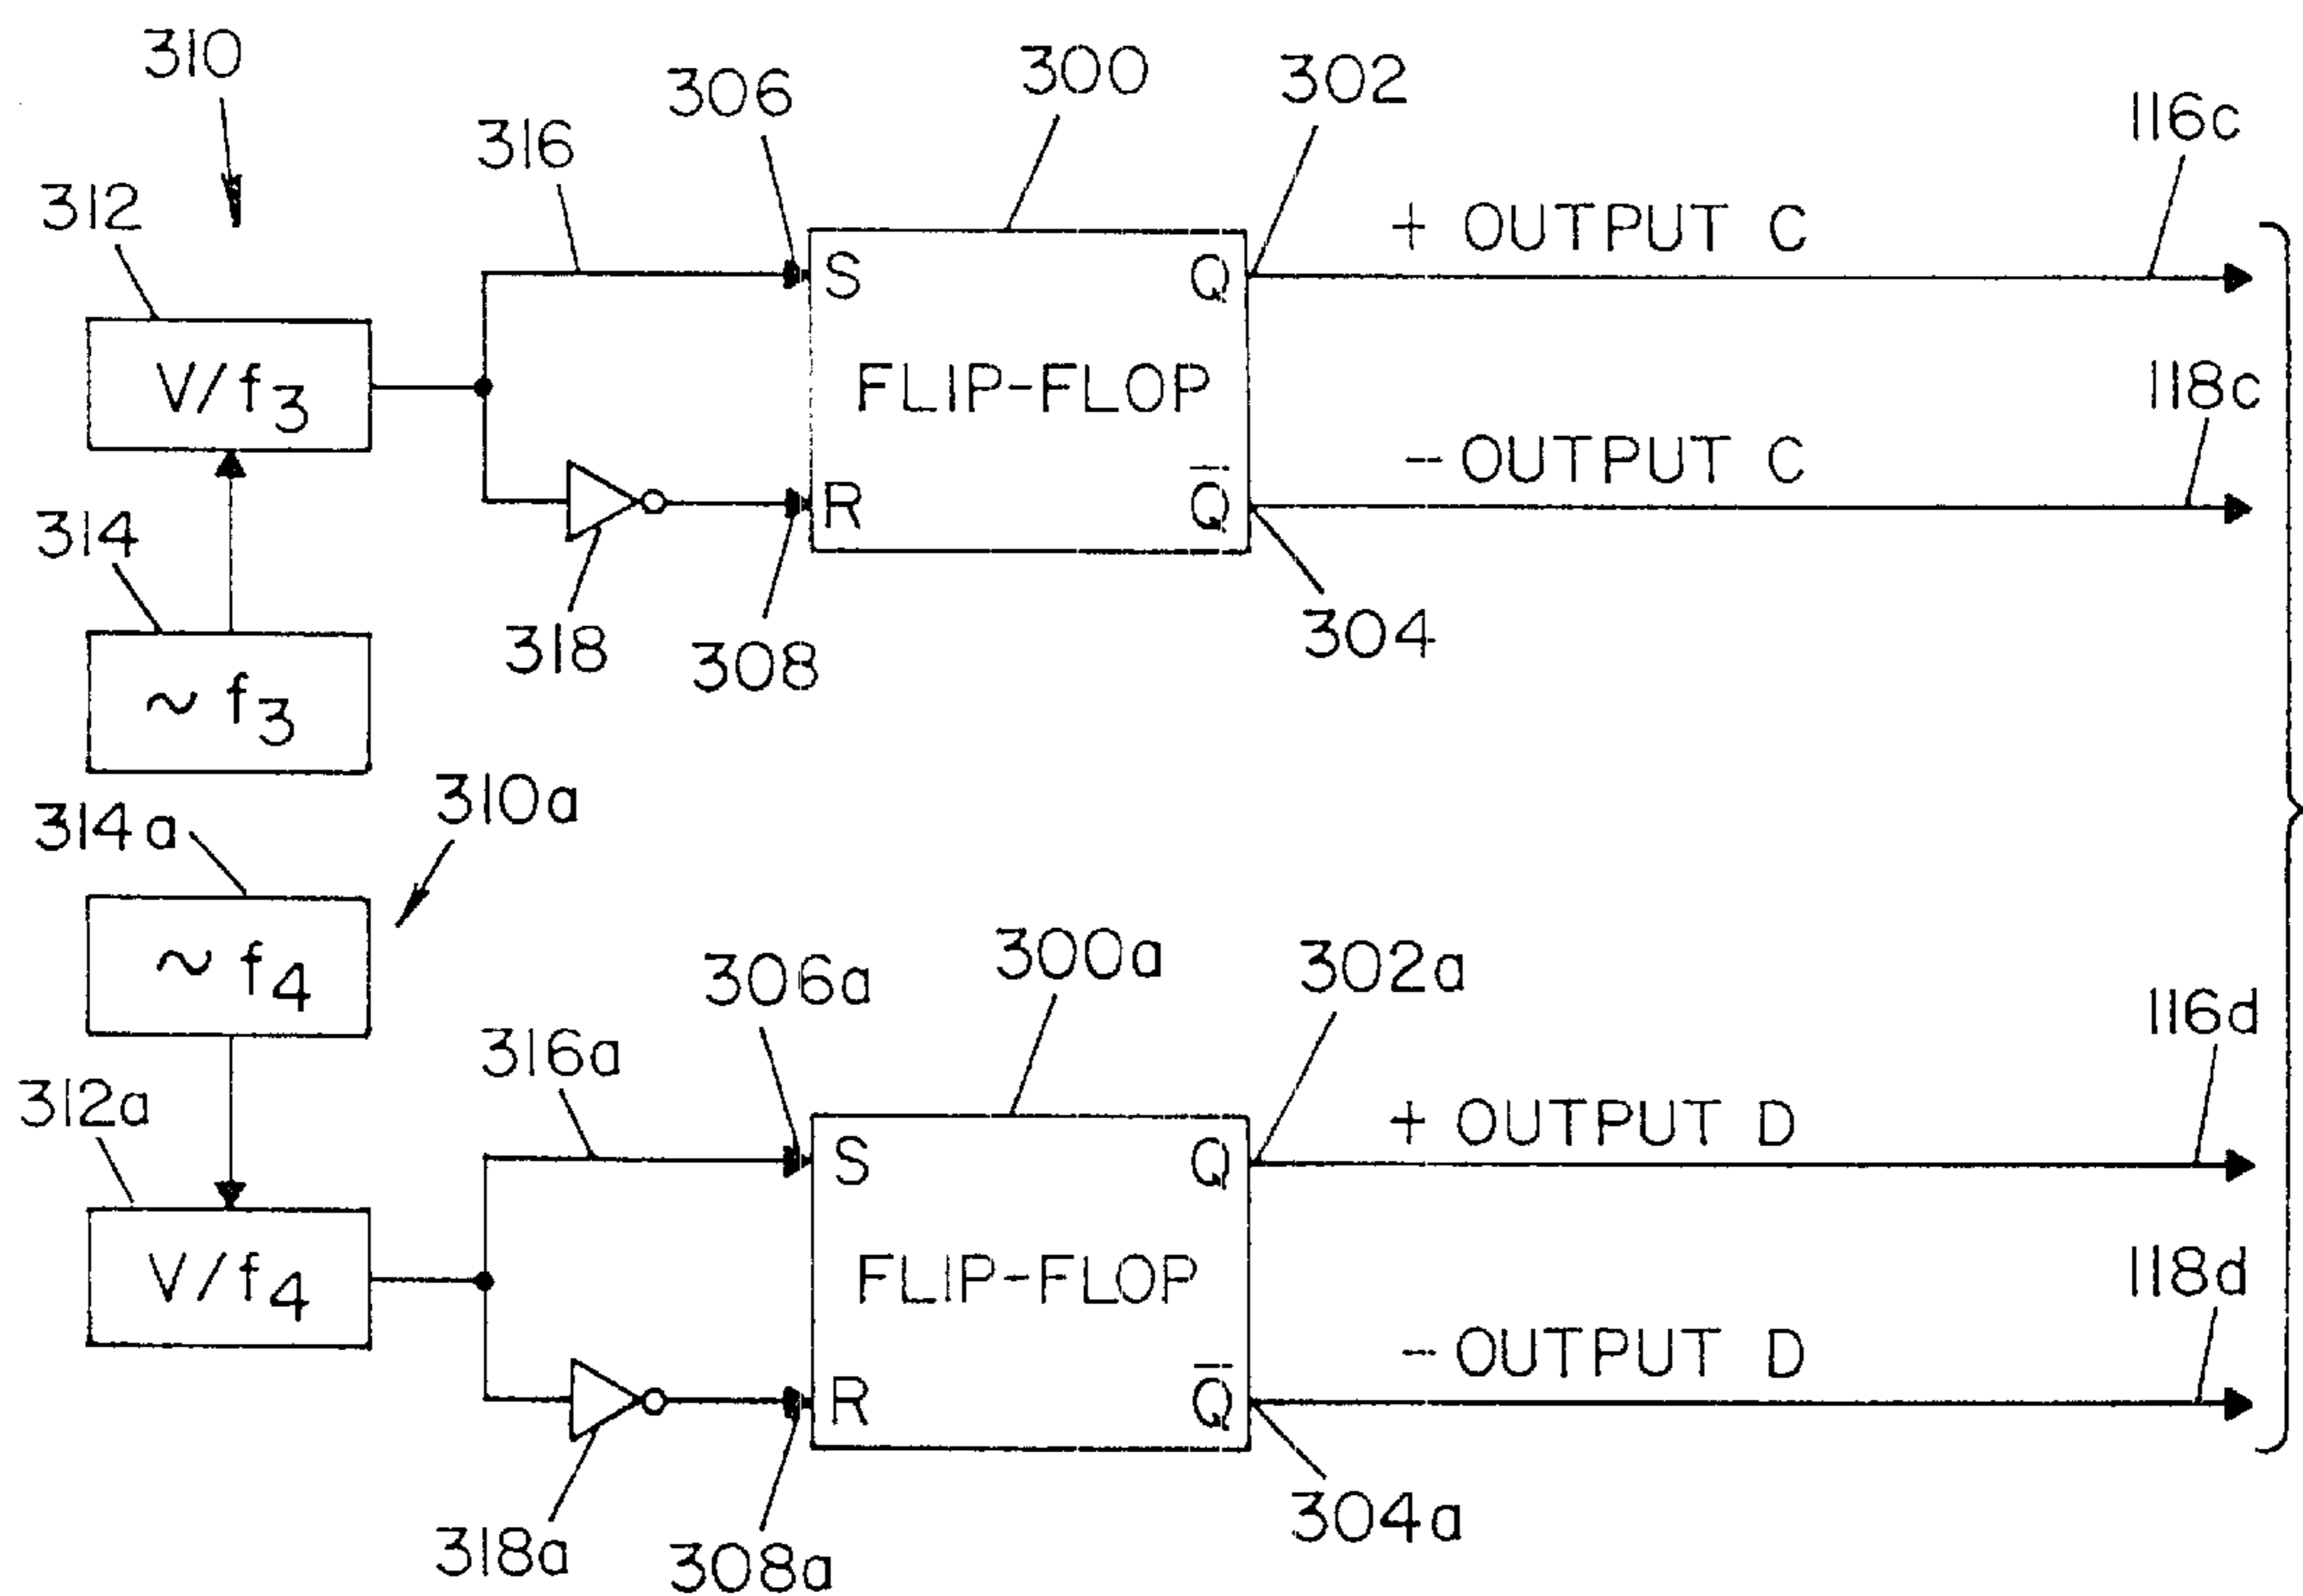 310
306
300
302
116c
316
312
+ OUTPUT C
S
Q
V/f3
FLIP-FLOP
118c
- OUTPUT C
R
Q̅
314
318
308
304
~ f3
310a
314a
~ f4
306a
300a
302a
116d
316a
312a
+ OUTPUT D
S
Q
V/f4
FLIP-FLOP
118d
- OUTPUT D
R
Q̅
318a
308a
304a